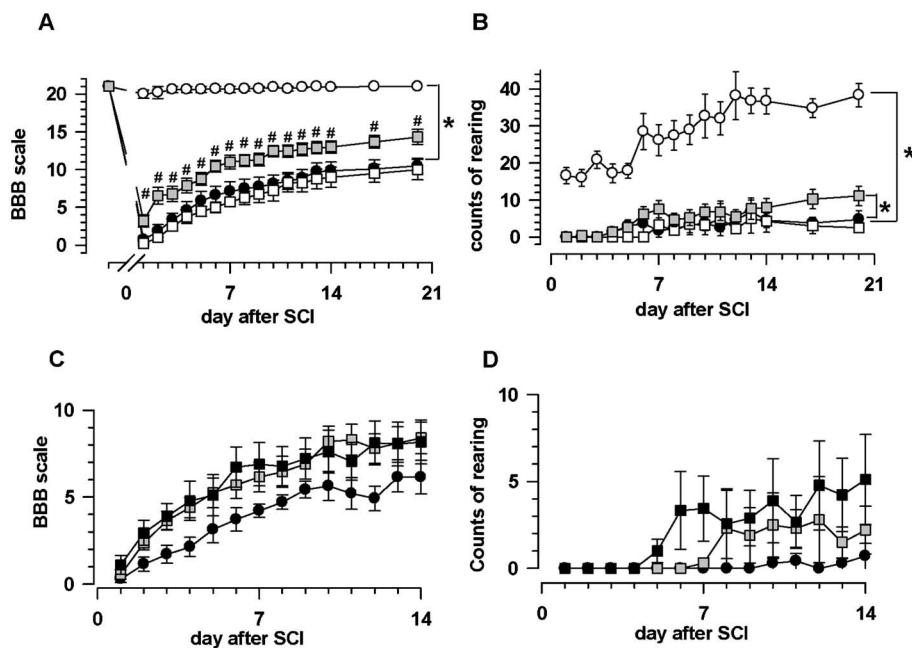 A
BBB scale
20
15
10
5
0
# # # # # # # # # # # # # # # #
*
0 7 14 21
day after SCI
B
counts of rearing
40
30
20
10
0
*
*
0 7 14 21
day after SCI
C
BBB scale
10
5
0
0 7 14
day after SCI
D
Counts of rearing
10
5
0
0 7 14
day after SCI